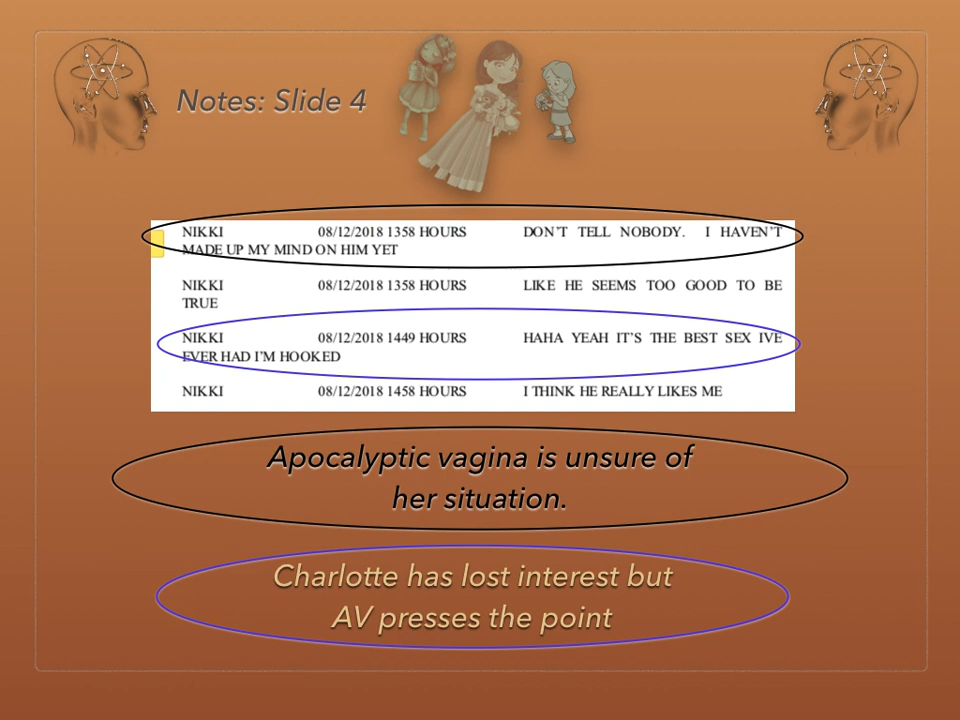 Notes: Slide 4
NIKKI 08/12/2018 1358 HOURS DON'T TELL NOBODY. I HAVEN'T
MADE UP MY MIND ON HIM YET
NIKKI 08/12/2018 1358 HOURS LIKE HE SEEMS TOO GOOD TO BE
TRUE
NIKKI 08/12/2018 1449 HOURS HAHA YEAH IT'S THE BEST SEX IVE
EVER HAD I'M HOOKED
NIKKI 08/12/2018 1458 HOURS I THINK HE REALLY LIKES ME
Apocalyptic vagina is unsure of
her situation.
Charlotte has lost interest but
AV presses the point